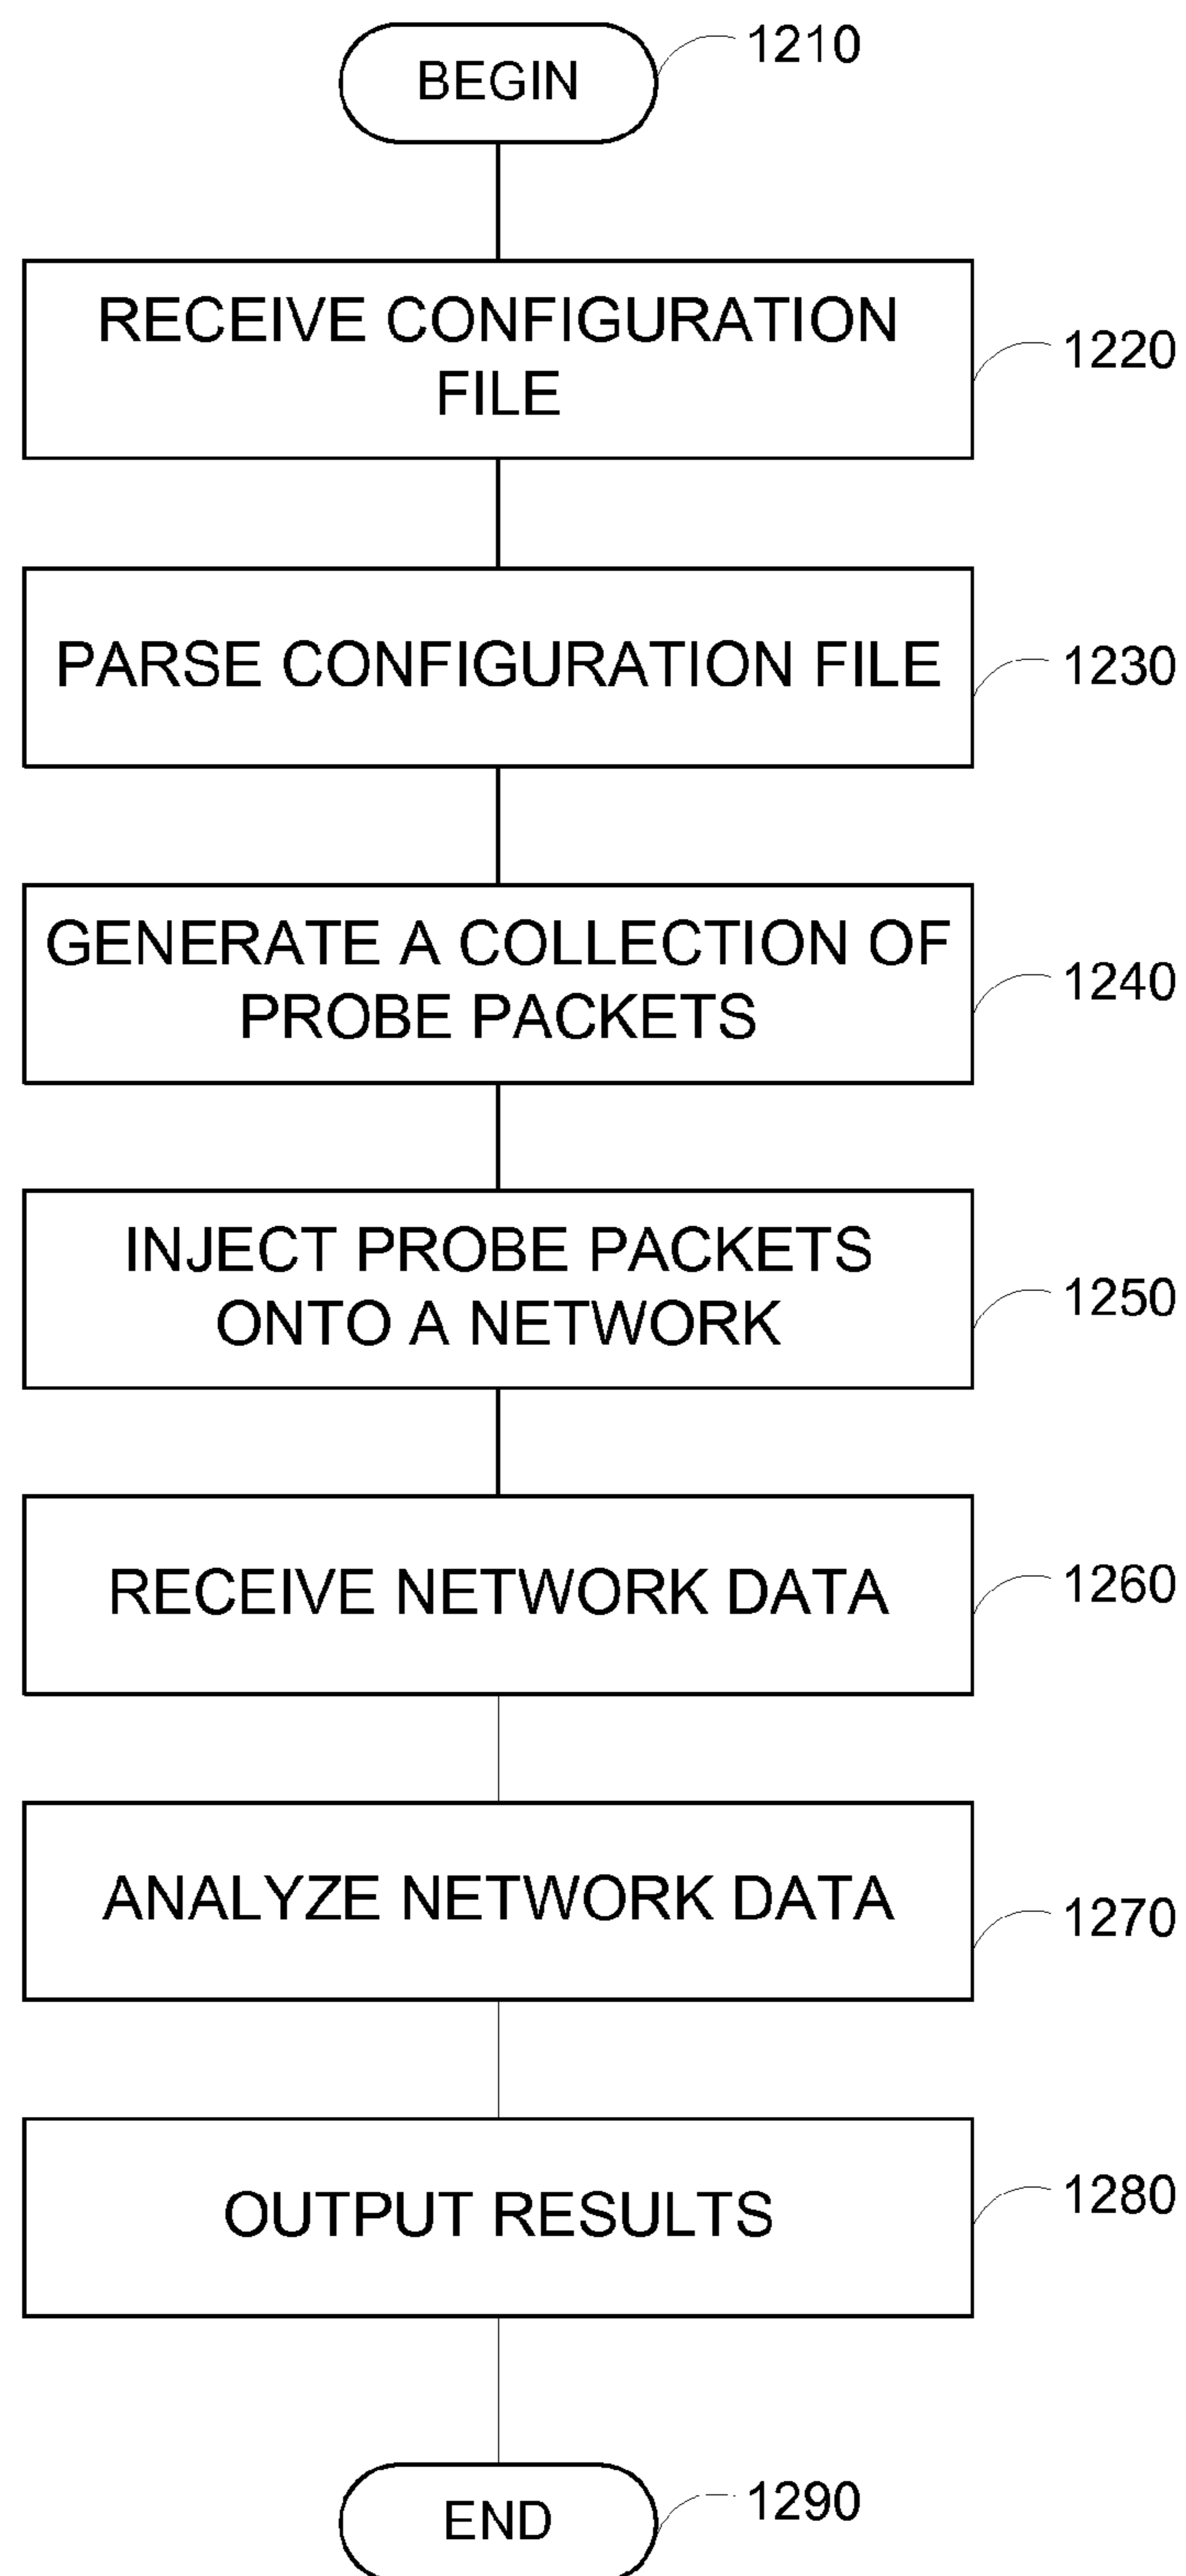 BEGIN
1210
RECEIVE CONFIGURATION
FILE
1220
PARSE CONFIGURATION FILE
1230
GENERATE A COLLECTION OF
PROBE PACKETS
1240
INJECT PROBE PACKETS
ONTO A NETWORK
1250
RECEIVE NETWORK DATA
1260
ANALYZE NETWORK DATA
1270
OUTPUT RESULTS
1280
END
1290